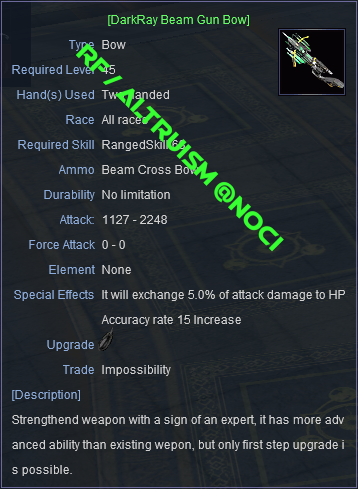 [DarkRay Beam Gun Bow]
Type Bow
Required Level 45
Hand(s) Used Two Handed
Race All races
Required Skill RangedSkill
Ammo Beam Cross Bow
Durability No limitation
Attack: 1127 - 2248
Force Attack 0 - 0
Element None
Special Effects It will exchange 5.0% of attack damage to HP
Accuracy rate 15 Increase
Upgrade
Trade Impossibility
[Description]
Strengthend weapon with a sign of an expert, it has more adv
anced ability than existing wepon, but only first step upgrade i
s possible.
RP/ ALTRUISM @NOCI